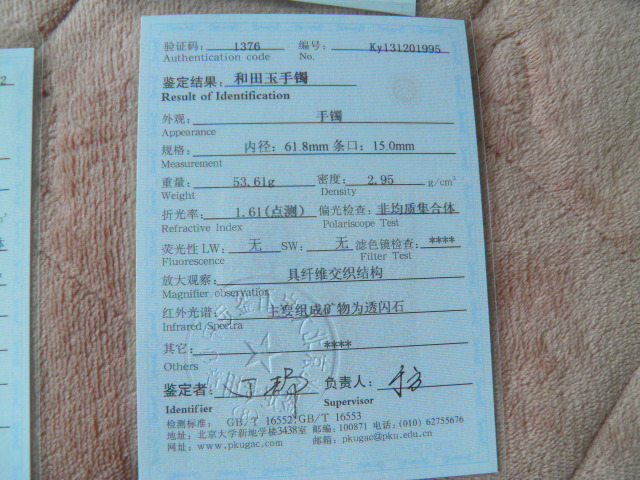 验证码: 1376 编号: Ky131201995
Authentication code No.
鉴定结果: 和田玉手镯
Result of Identification
外观: 手镯
Appearance
规格: 内径: 61.8mm 条口: 15.0mm
Measurement
重量: 53.61g 密度: 2.95 g/cm³
Weight Density
折光率: 1.61(点测) 偏光检查: 非均质集合体
Refractive Index Polariscope Test
荧光性 LW: 无 SW: 无 滤色镜检查: ****
Fluorescence Filter Test
放大观察: 具纤维交织结构
Magnifier observation
红外光谱: 主要组成矿物为透闪石
Infrared Spectra
其它: ****
Others
鉴定者: 负责人:
Identifier Supervisor
检测标准: GB/T 16552;GB/T 16553
地址: 北京大学新地学楼3438室 邮编: 100871 电话: (010) 62755676
网址: www.pkugac.com 邮箱: pkugac@pku.edu.cn